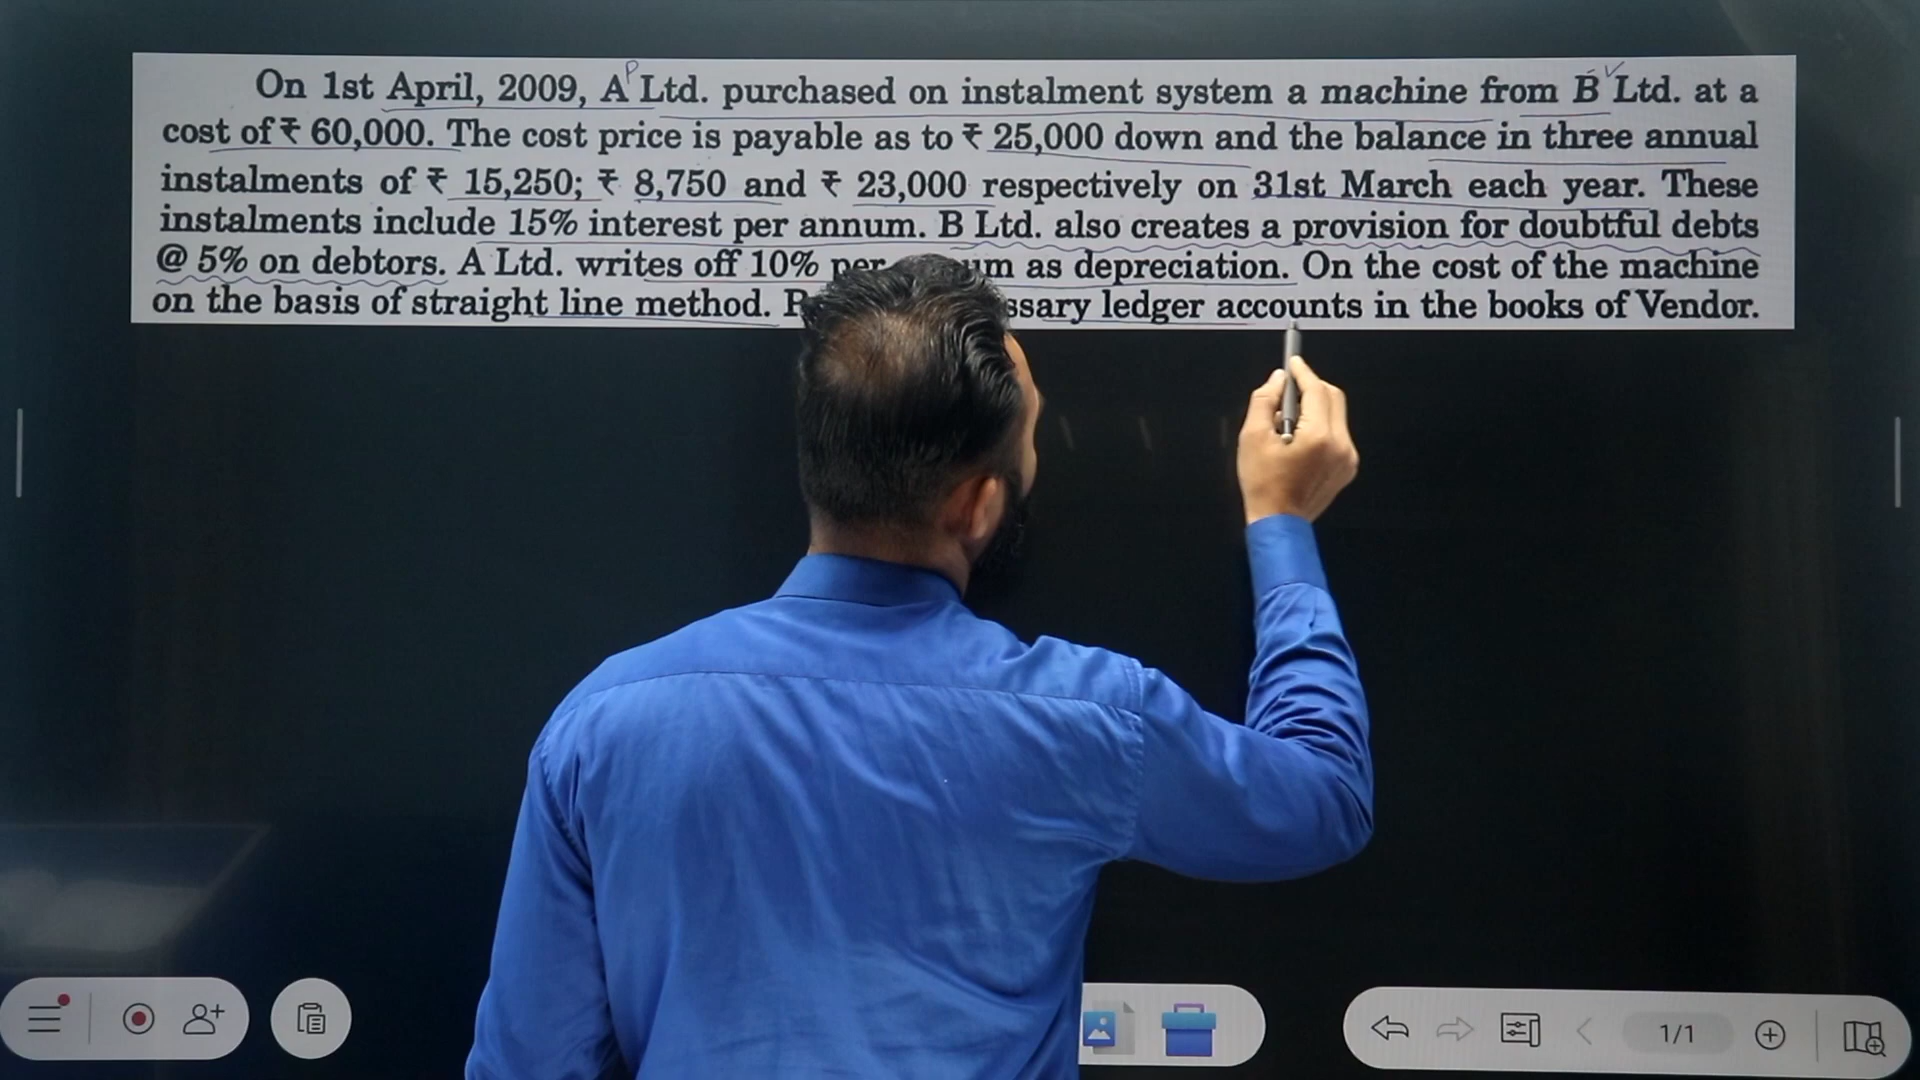 On 1st April, 2009, A Ltd. purchased on instalment system a machine from B Ltd. at a
cost of ₹ 60,000. The cost price is payable as to ₹ 25,000 down and the balance in three annual
instalments of ₹ 15,250; ₹ 8,750 and ₹ 23,000 respectively on 31st March each year. These
instalments include 15% interest per annum. B Ltd. also creates a provision for doubtful debts
@ 5% on debtors. A Ltd. writes off 10% per um as depreciation. On the cost of the machine
on the basis of straight line method. ssary ledger accounts in the books of Vendor.
P
V
1/1